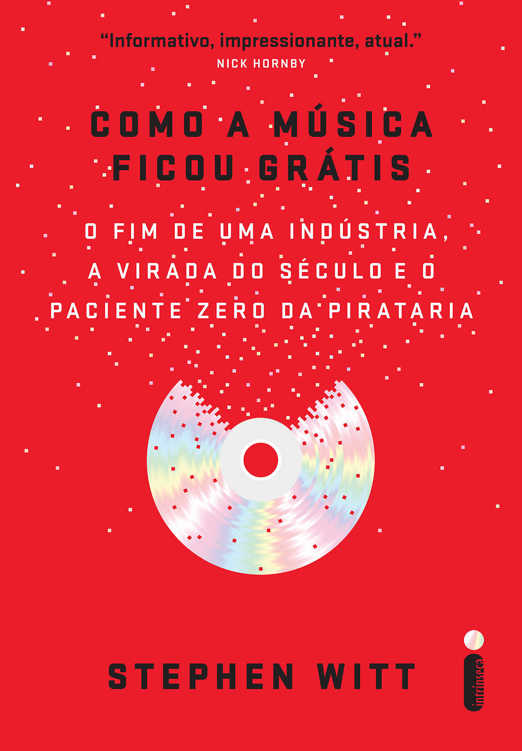 “Informativo, impressionante, atual.”
NICK HORNBY
COMO A MÚSICA
FICOU GRÁTIS
O FIM DE UMA INDÚSTRIA,
A VIRADA DO SÉCULO E O
PACIENTE ZERO DA PIRATARIA
STEPHEN WITT
intrínseca